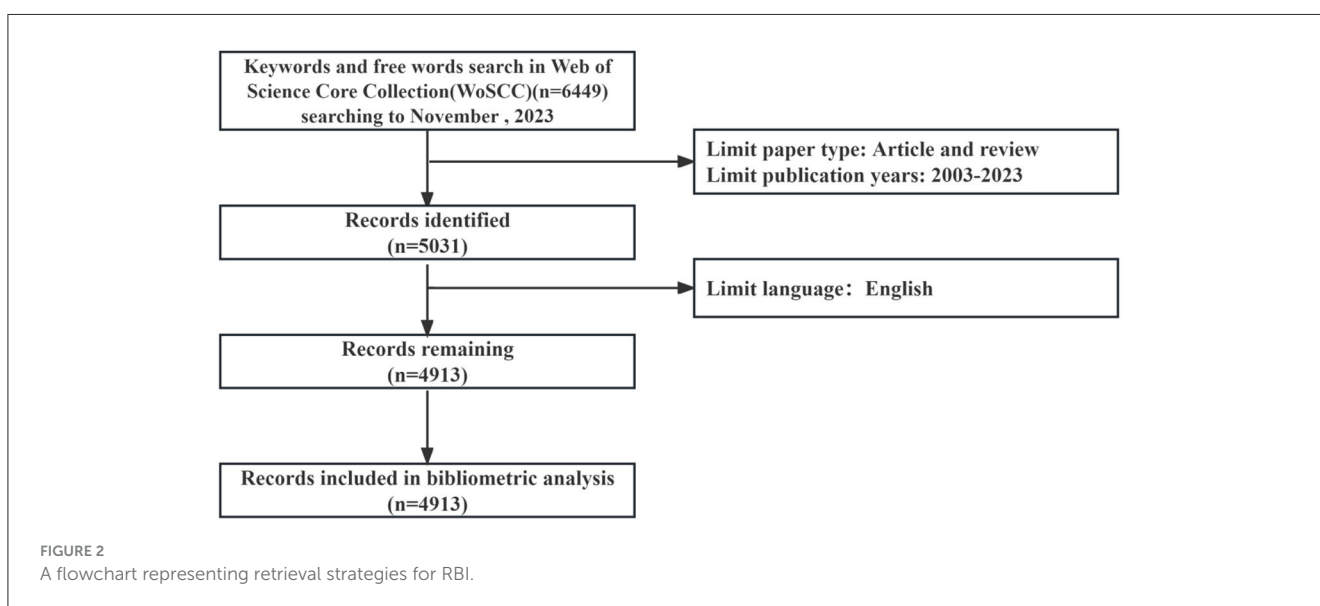 Keywords and free words search in Web of
Science Core Collection(WoSCC)(n=6449)
searching to November , 2023
Limit paper type: Article and review
Limit publication years: 2003-2023
Records identified
(n=5031)
Limit language： English
Records remaining
(n=4913)
Records included in bibliometric analysis
(n=4913)
FIGURE 2
A flowchart representing retrieval strategies for RBI.